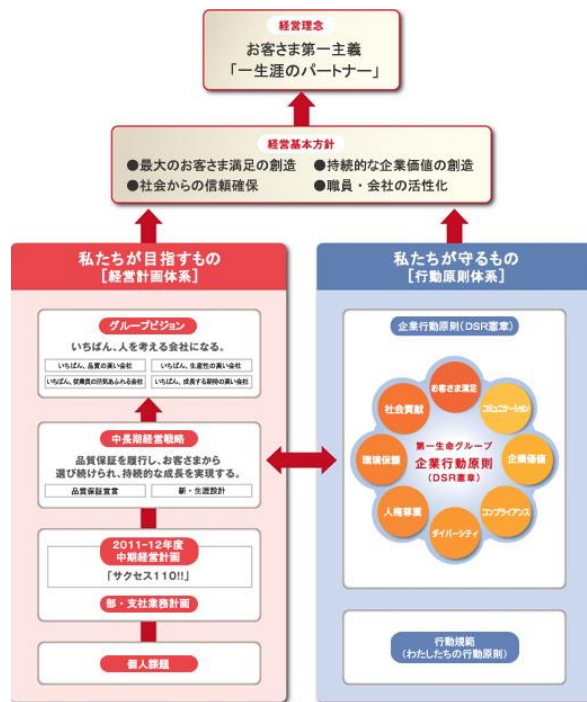 経営理念
お客さま第一主義
「一生涯のパートナー」
経営基本方針
●最大のお客さま満足の創造 ●持続的な企業価値の創造
●社会からの信頼確保 ●職員・会社の活性化
私たちが目指すもの
[経営計画体系]
グループビジョン
いちばん、人を考える会社になる。
いちばん、品質の高い会社 いちばん、生産性の高い会社
いちばん、従業員の活気あふれる会社 いちばん、成長する期待の高い会社
中長期経営戦略
品質保証を履行し、お客さまから
選び続けられ、持続的な成長を実現する。
品質保証宣言 新・生涯設計
2011-12年度
中期経営計画
「サクセス110!!」
部・支社業務計画
個人課題
私たちが守るもの
[行動原則体系]
企業行動原則(DSR憲章)
お客さま満足
コミュニケーション
企業価値
コンプライアンス
ダイバーシティ
人権尊重
環境保護
社会貢献
第一生命グループ
企業行動原則
(DSR憲章)
行動規範
(わたしたちの行動原則)